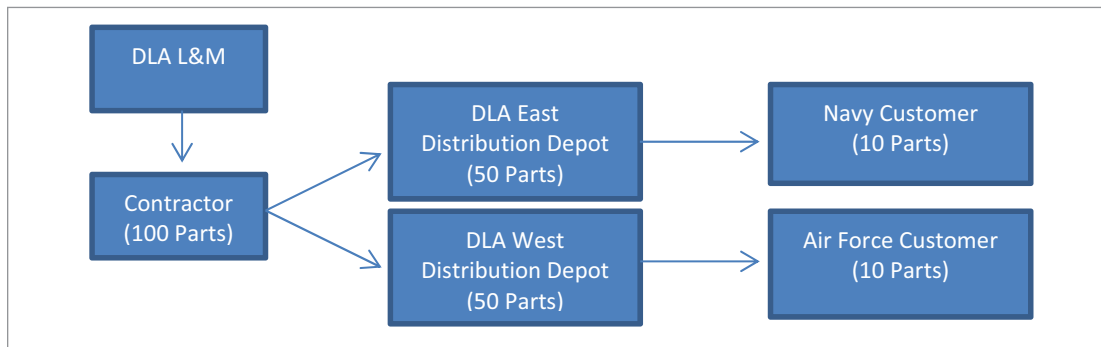 DLA L&M
Contractor
(100 Parts)
DLA East
Distribution Depot
(50 Parts)
DLA West
Distribution Depot
(50 Parts)
Navy Customer
(10 Parts)
Air Force Customer
(10 Parts)